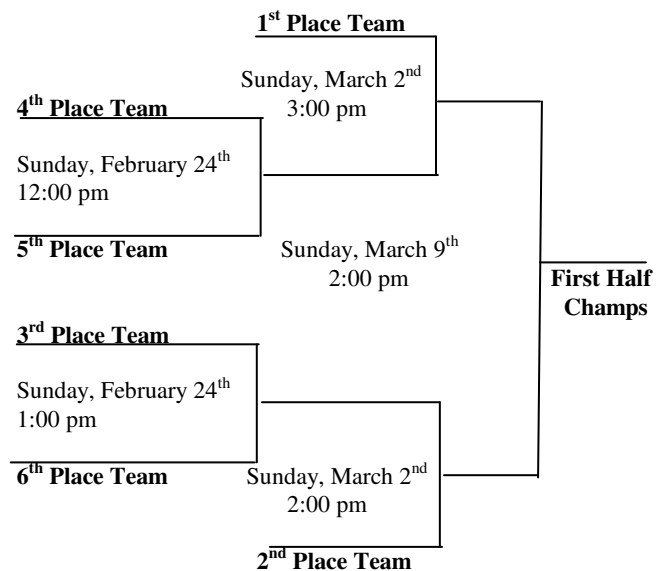 1st Place Team
Sunday, March 2nd
3:00 pm
4th Place Team
Sunday, February 24th
12:00 pm
5th Place Team
Sunday, March 9th
2:00 pm
First Half
Champs
3rd Place Team
Sunday, February 24th
1:00 pm
6th Place Team
Sunday, March 2nd
2:00 pm
2nd Place Team